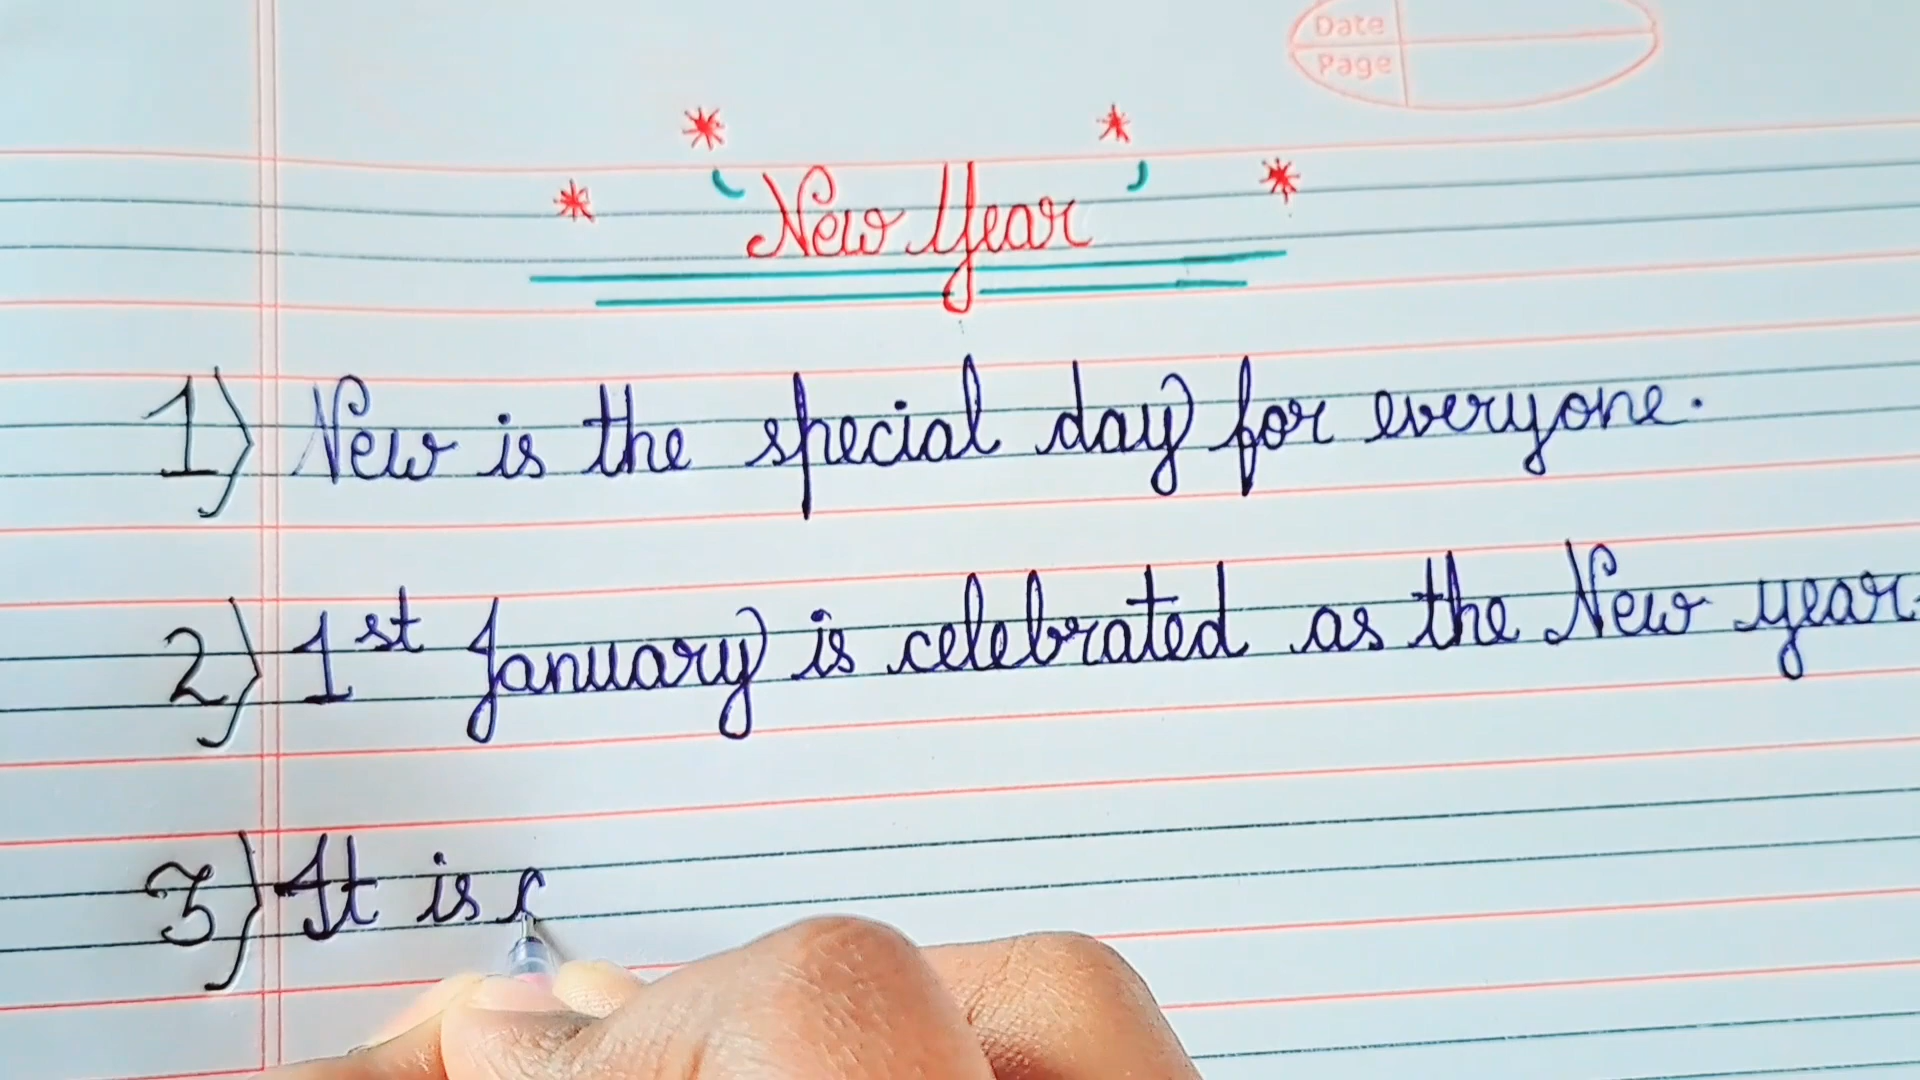 Date
Page
New Year
1) New is the special day for everyone.
2) 1st January is celebrated as the New year.
3) It is